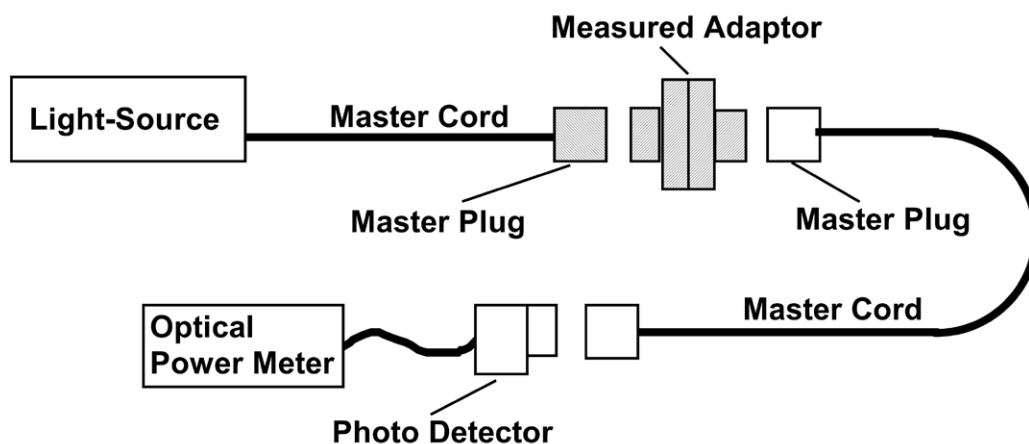 Measured Adaptor
Light-Source
Master Cord
Master Plug
Master Plug
Master Cord
Optical
Power Meter
Photo Detector